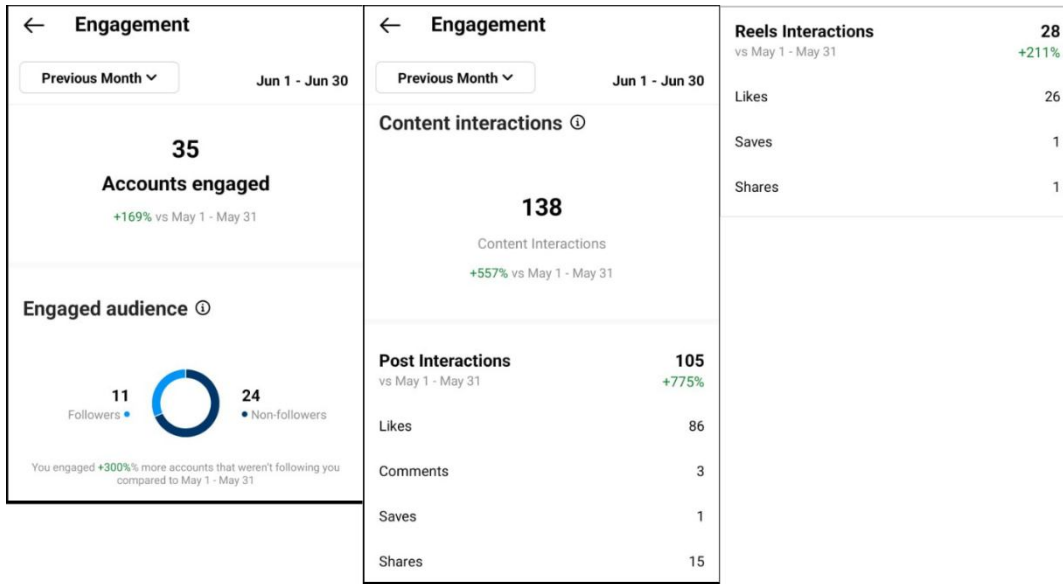 Engagement
Previous Month
Jun 1 - Jun 30
35
Accounts engaged
+169% vs May 1 - May 31
Engaged audience
11
Followers
24
Non-followers
You engaged +300%% more accounts that weren't following you
compared to May 1 - May 31
Engagement
Previous Month
Jun 1 - Jun 30
Content interactions
138
Content Interactions
+557% vs May 1 - May 31
Post Interactions 105
vs May 1 - May 31 +775%
Likes 86
Comments 3
Saves 1
Shares 15
Reels Interactions 28
vs May 1 - May 31 +211%
Likes 26
Saves 1
Shares 1